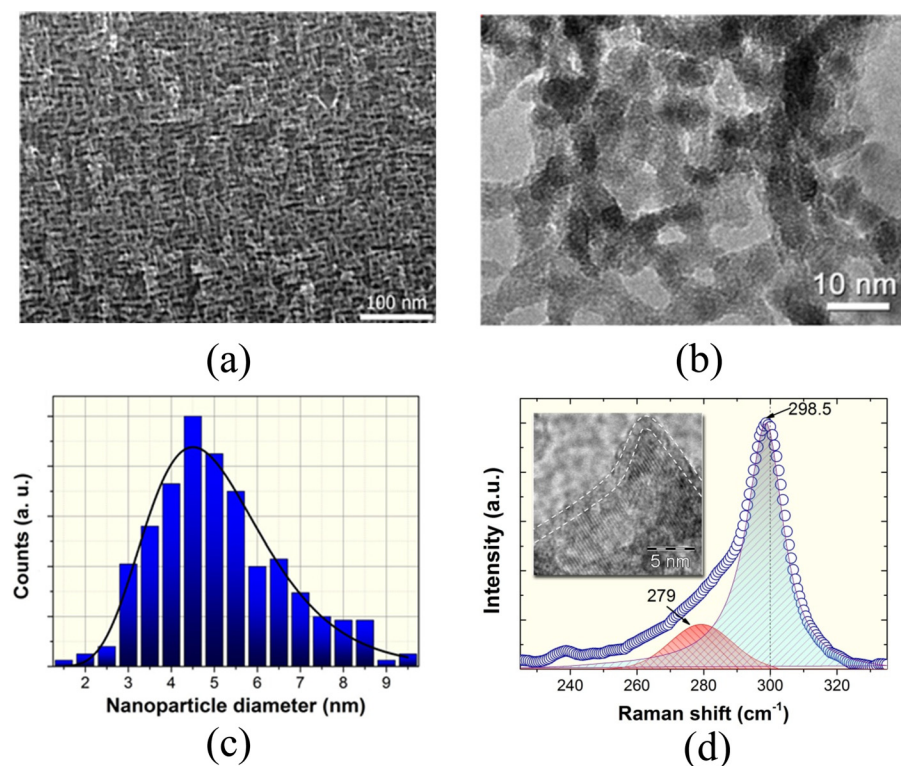 100 nm
10 nm
(a)
(b)
Counts (a. u.)
2 3 4 5 6 7 8 9
Nanoparticle diameter (nm)
(c)
Intensity (a.u.)
298.5
5 nm
279
240 260 280 300 320
Raman shift (cm⁻¹)
(d)